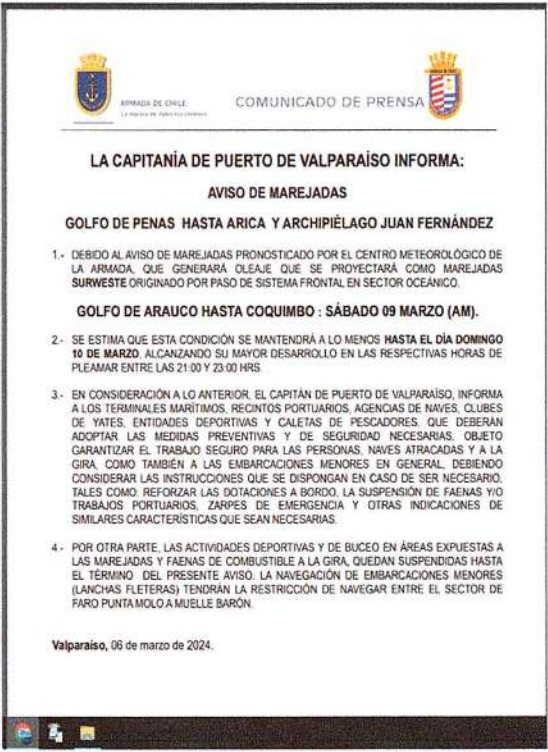 ARMADA DE CHILE
COMUNICADO DE PRENSA
LA CAPITANÍA DE PUERTO DE VALPARAÍSO INFORMA:
AVISO DE MAREJADAS
GOLFO DE PENAS HASTA ARICA Y ARCHIPIÉLAGO JUAN FERNÁNDEZ
1.- DEBIDO AL AVISO DE MAREJADAS PRONOSTICADO POR EL CENTRO METEOROLÓGICO DE
LA ARMADA, QUE GENERARÁ OLEAJE QUE SE PROYECTARÁ COMO MAREJADAS
SURWESTE ORIGINADO POR PASO DE SISTEMA FRONTAL EN SECTOR OCEÁNICO.
GOLFO DE ARAUCO HASTA COQUIMBO : SÁBADO 09 MARZO (AM).
2.- SE ESTIMA QUE ESTA CONDICIÓN SE MANTENDRÁ A LO MENOS HASTA EL DÍA DOMINGO
10 DE MARZO, ALCANZANDO SU MAYOR DESARROLLO EN LAS RESPECTIVAS HORAS DE
PLEAMAR ENTRE LAS 21:00 Y 23:00 HRS.
3.- EN CONSIDERACIÓN A LO ANTERIOR, EL CAPITÁN DE PUERTO DE VALPARAÍSO, INFORMA
A LOS TERMINALES MARÍTIMOS, RECINTOS PORTUARIOS, AGENCIAS DE NAVES, CLUBES
DE YATES, ENTIDADES DEPORTIVAS Y CALETAS DE PESCADORES, QUE DEBERÁN
ADOPTAR LAS MEDIDAS PREVENTIVAS Y DE SEGURIDAD NECESARIAS, OBJETO
GARANTIZAR EL TRABAJO SEGURO PARA LAS PERSONAS, NAVES ATRACADAS Y A LA
GIRA, COMO TAMBIÉN A LAS EMBARCACIONES MENORES EN GENERAL, DEBIENDO
CONSIDERAR LAS INSTRUCCIONES QUE SE DISPONGAN EN CASO DE SER NECESARIO,
TALES COMO: REFORZAR LAS DOTACIONES A BORDO, LA SUSPENSIÓN DE FAENAS Y/O
TRABAJOS PORTUARIOS, ZARPES DE EMERGENCIA Y OTRAS INDICACIONES DE
SIMILARES CARACTERÍSTICAS QUE SEAN NECESARIAS.
4.- POR OTRA PARTE, LAS ACTIVIDADES DEPORTIVAS Y DE BUCEO EN ÁREAS EXPUESTAS A
LAS MAREJADAS Y FAENAS DE COMBUSTIBLE A LA GIRA, QUEDAN SUSPENDIDAS HASTA
EL TÉRMINO DEL PRESENTE AVISO. LA NAVEGACIÓN DE EMBARCACIONES MENORES
(LANCHAS FLETERAS) TENDRÁN LA RESTRICCIÓN DE NAVEGAR ENTRE EL SECTOR DE
FARO PUNTA MOLO A MUELLE BARÓN.
Valparaíso, 06 de marzo de 2024.